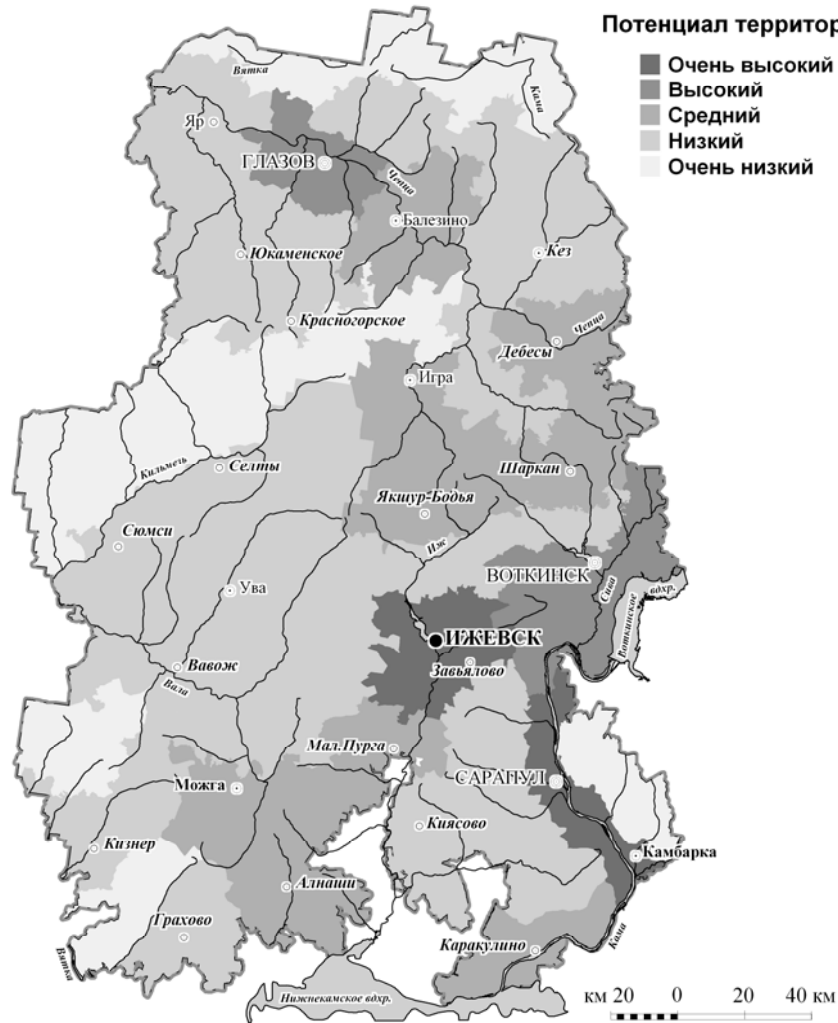 Потенциал территор
Очень высокий
Высокий
Средний
Низкий
Очень низкий
Вятка
Кама
Яр
ГЛАЗОВ
Чепца
Балезино
Юкаменское
Кез
Красногорское
Чепца
Дебесы
Игра
Кильмезь
Селты
Шаркан
Якшур-Бодья
Сюмси
Иж
ВОТКИНСК
Ува
Сива
Воткинское
вдхр.
ИЖЕВСК
Завьялово
Вавож
Вала
Мал.Пурга
САРАПУЛ
Можга
Киясово
Кизнер
Камбарка
Алнаши
Грахово
Каракулино
Кама
Вятка
Нижнекамское вдхр.
км 20 0 20 40 км